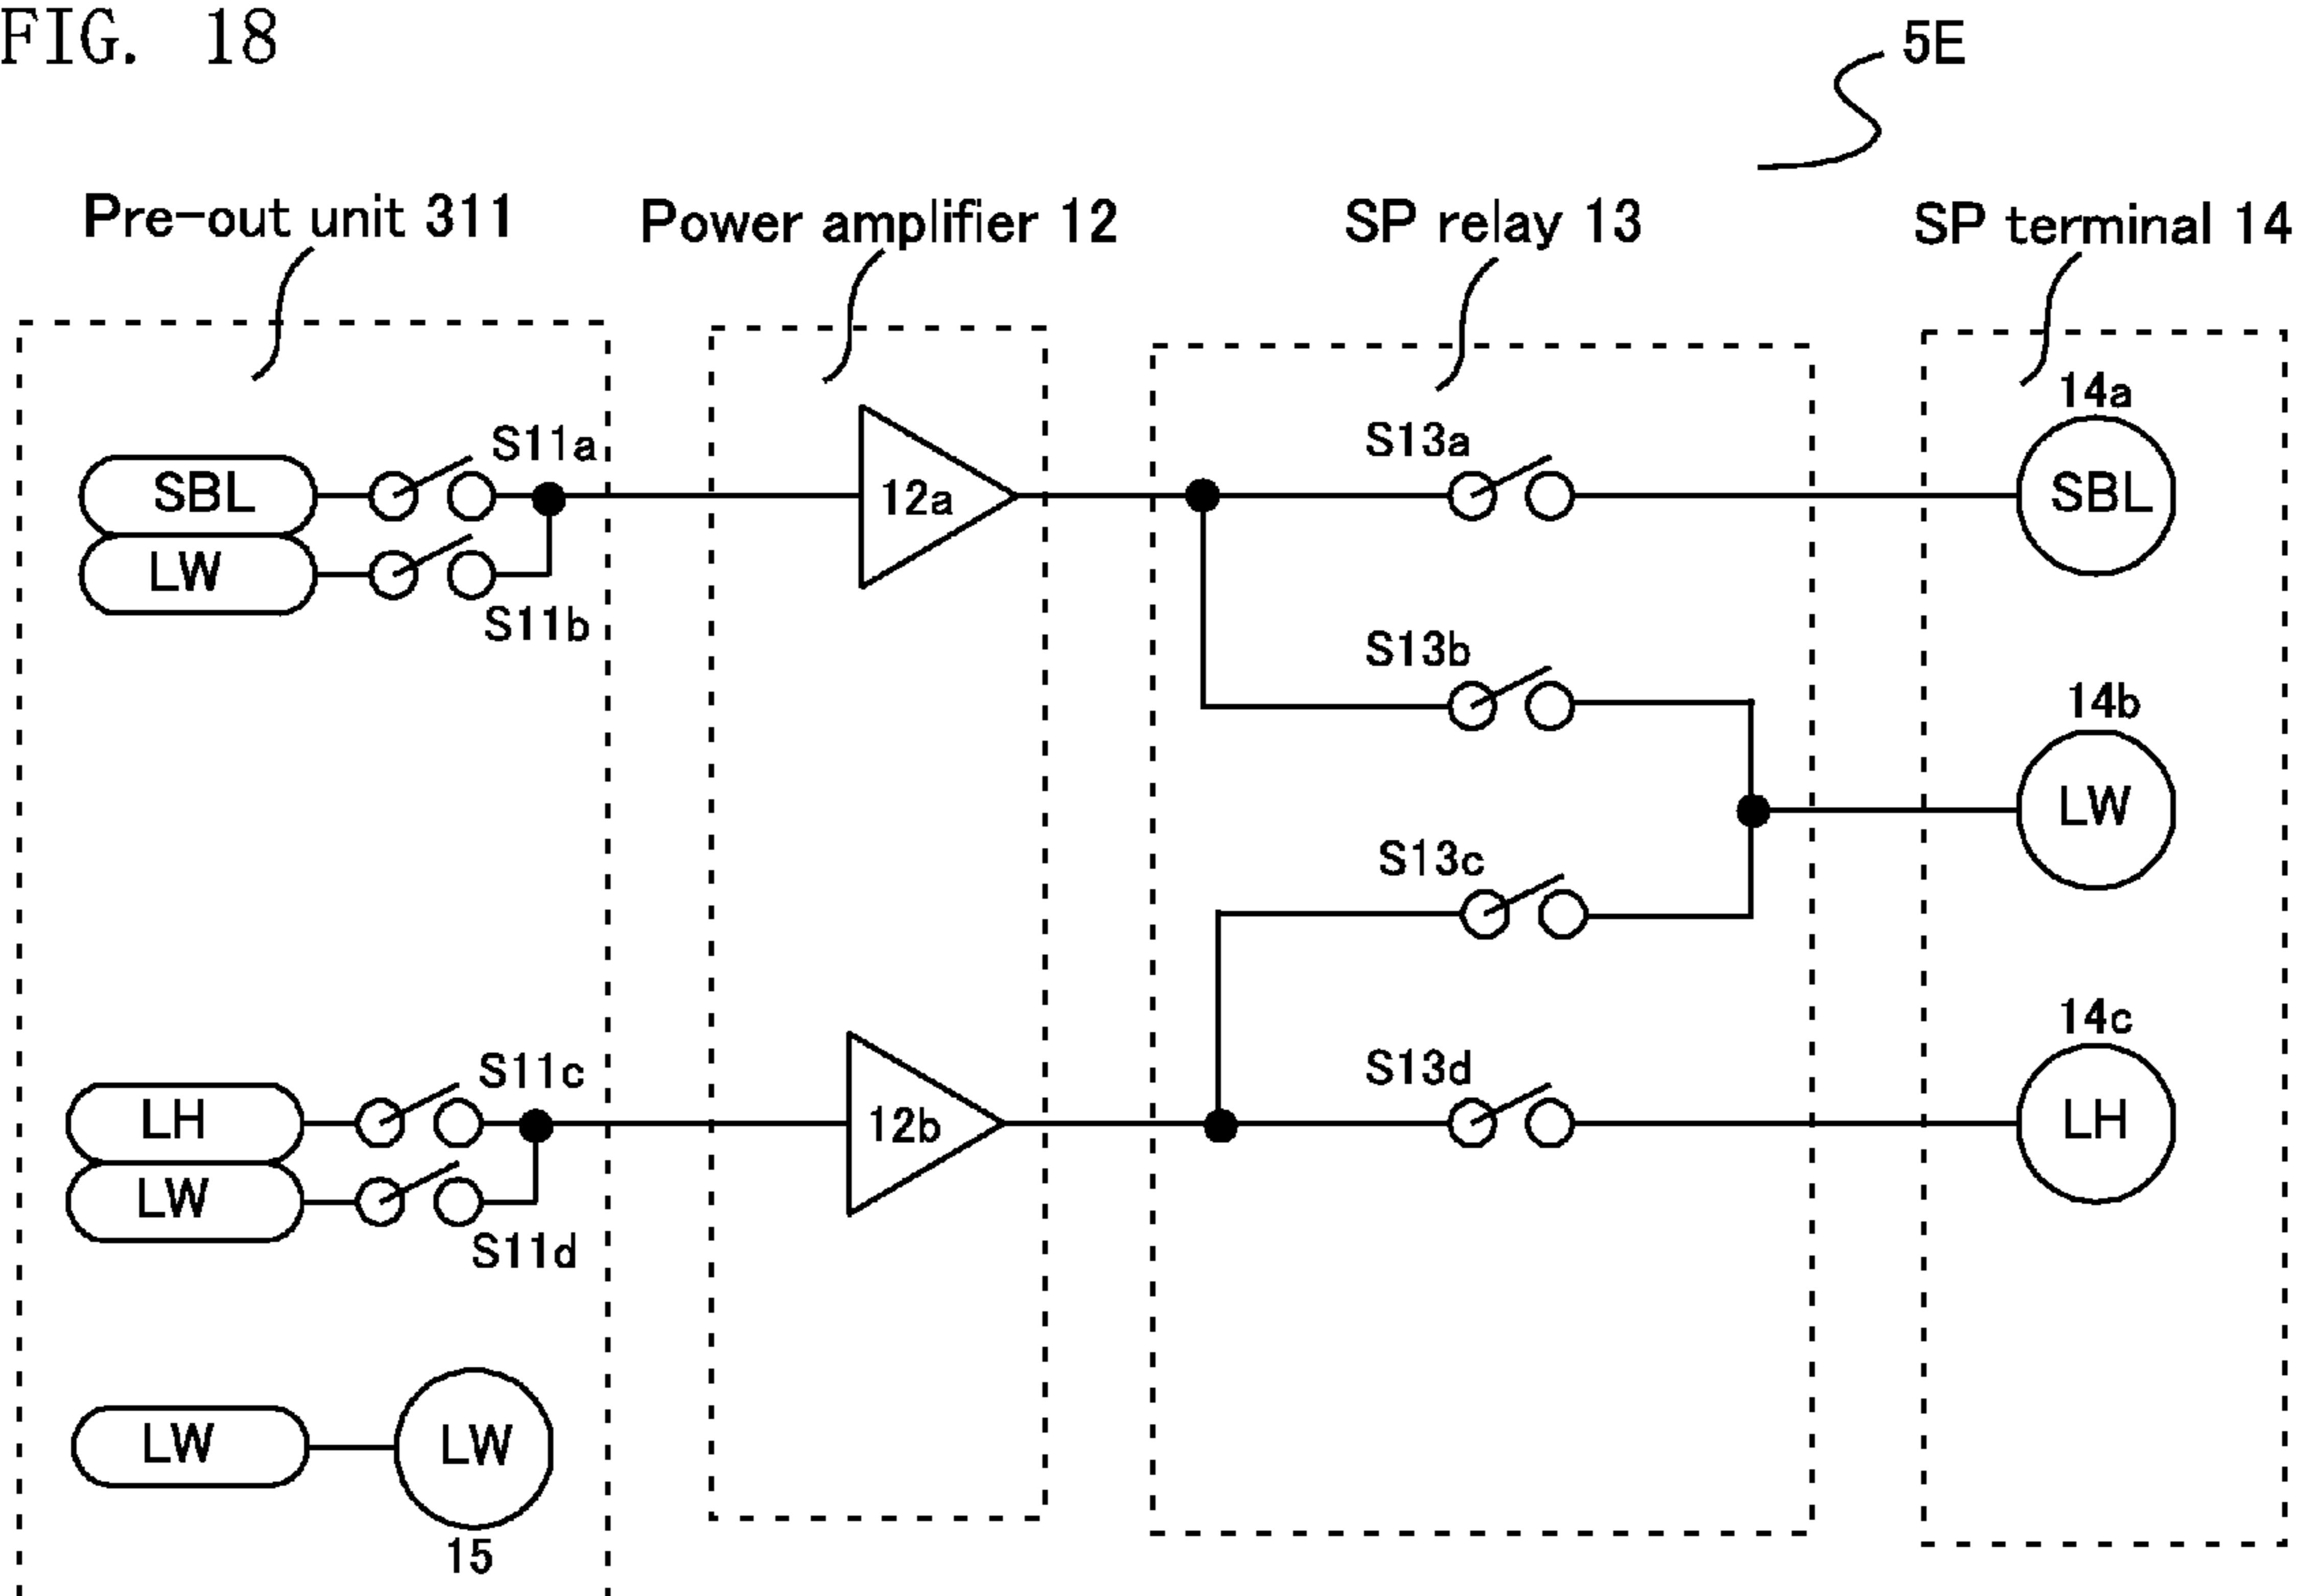 FIG. 18
5E
Pre-out unit 311
Power amplifier 12
SP relay 13
SP terminal 14
14a
S11a
S13a
SBL
12a
SBL
LW
S11b
S13b
14b
LW
S13c
14c
S11c
S13d
LH
12b
LH
LW
S11d
LW
LW
15